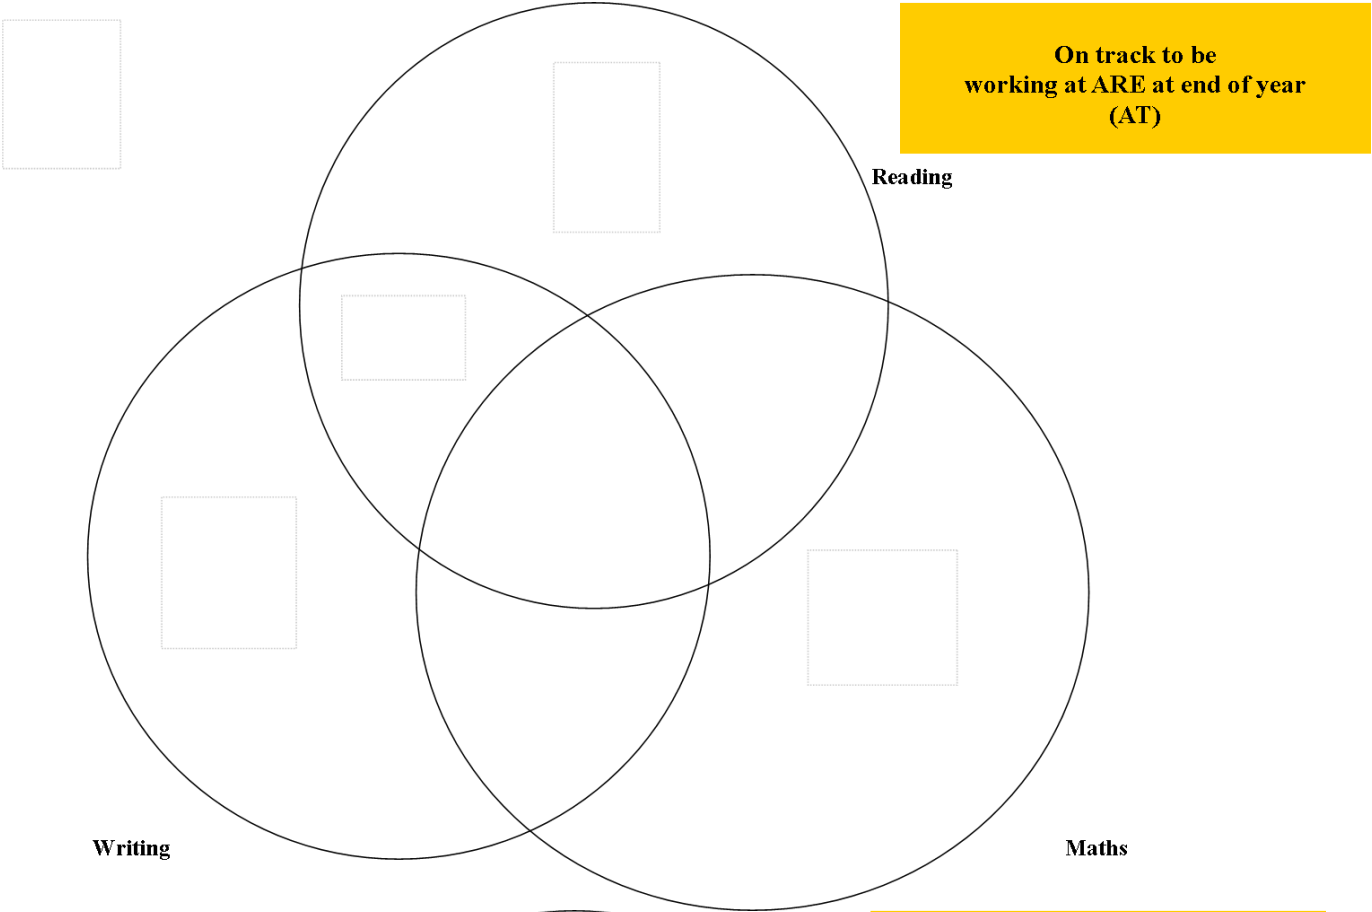 On track to be
working at ARE at end of year
(AT)
Reading
Writing
Maths